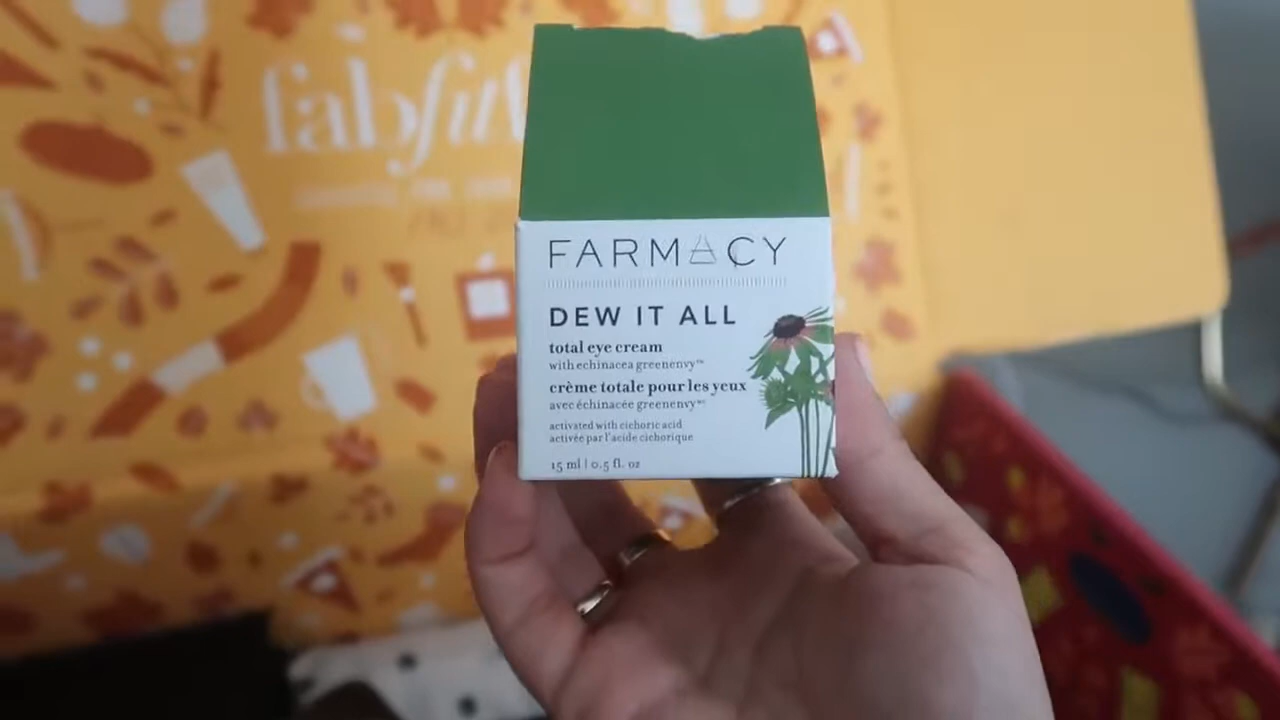 fabfit
FARMACY
DEW IT ALL
total eye cream
with echinacea greenenvy™
crème totale pour les yeux
avec échinacée greenenvy™
activated with cichoric acid
activée par l'acide cichorique
15 ml | 0.5 fl. oz